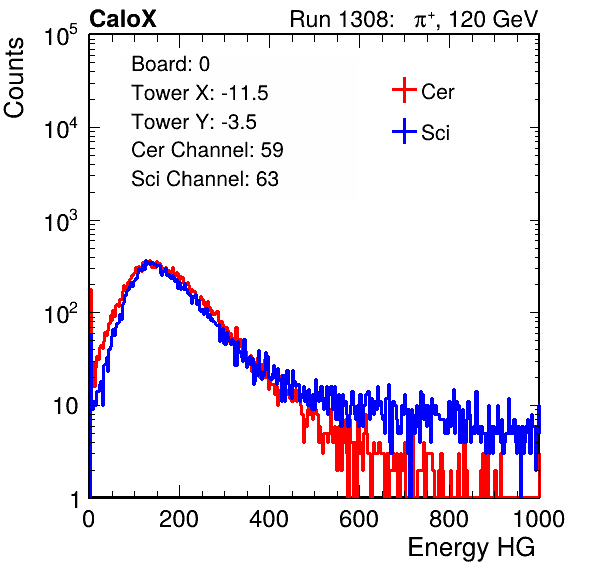 CaloX Run 1308: π⁺, 120 GeV
Counts
Board: 0
Tower X: -11.5
Tower Y: -3.5
Cer Channel: 59
Sci Channel: 63
Cer
Sci
10⁵
10⁴
10³
10²
10
1
0 200 400 600 800 1000
Energy HG